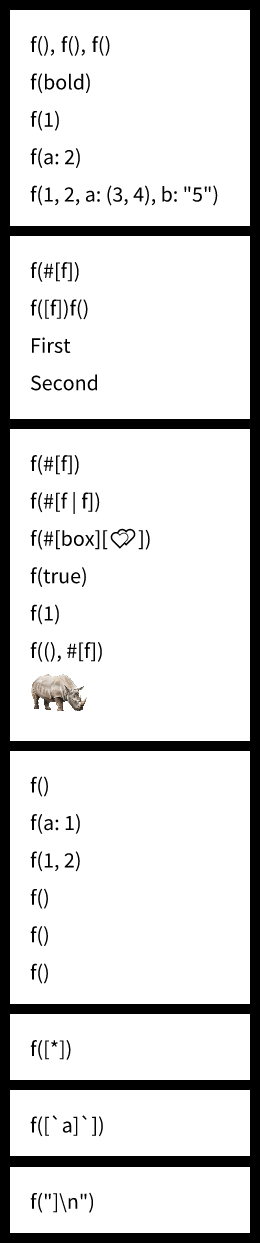 f(), f(), f()
f(bold)
f(1)
f(a: 2)
f(1, 2, a: (3, 4), b: "5")
f(#[f])
f([f])f()
First
Second
f(#[f])
f(#[f | f])
f(#[box][💕])
f(true)
f(1)
f((), #[f])
f()
f(a: 1)
f(1, 2)
f()
f()
f()
f([*])
f([`a]`])
f("]\n")